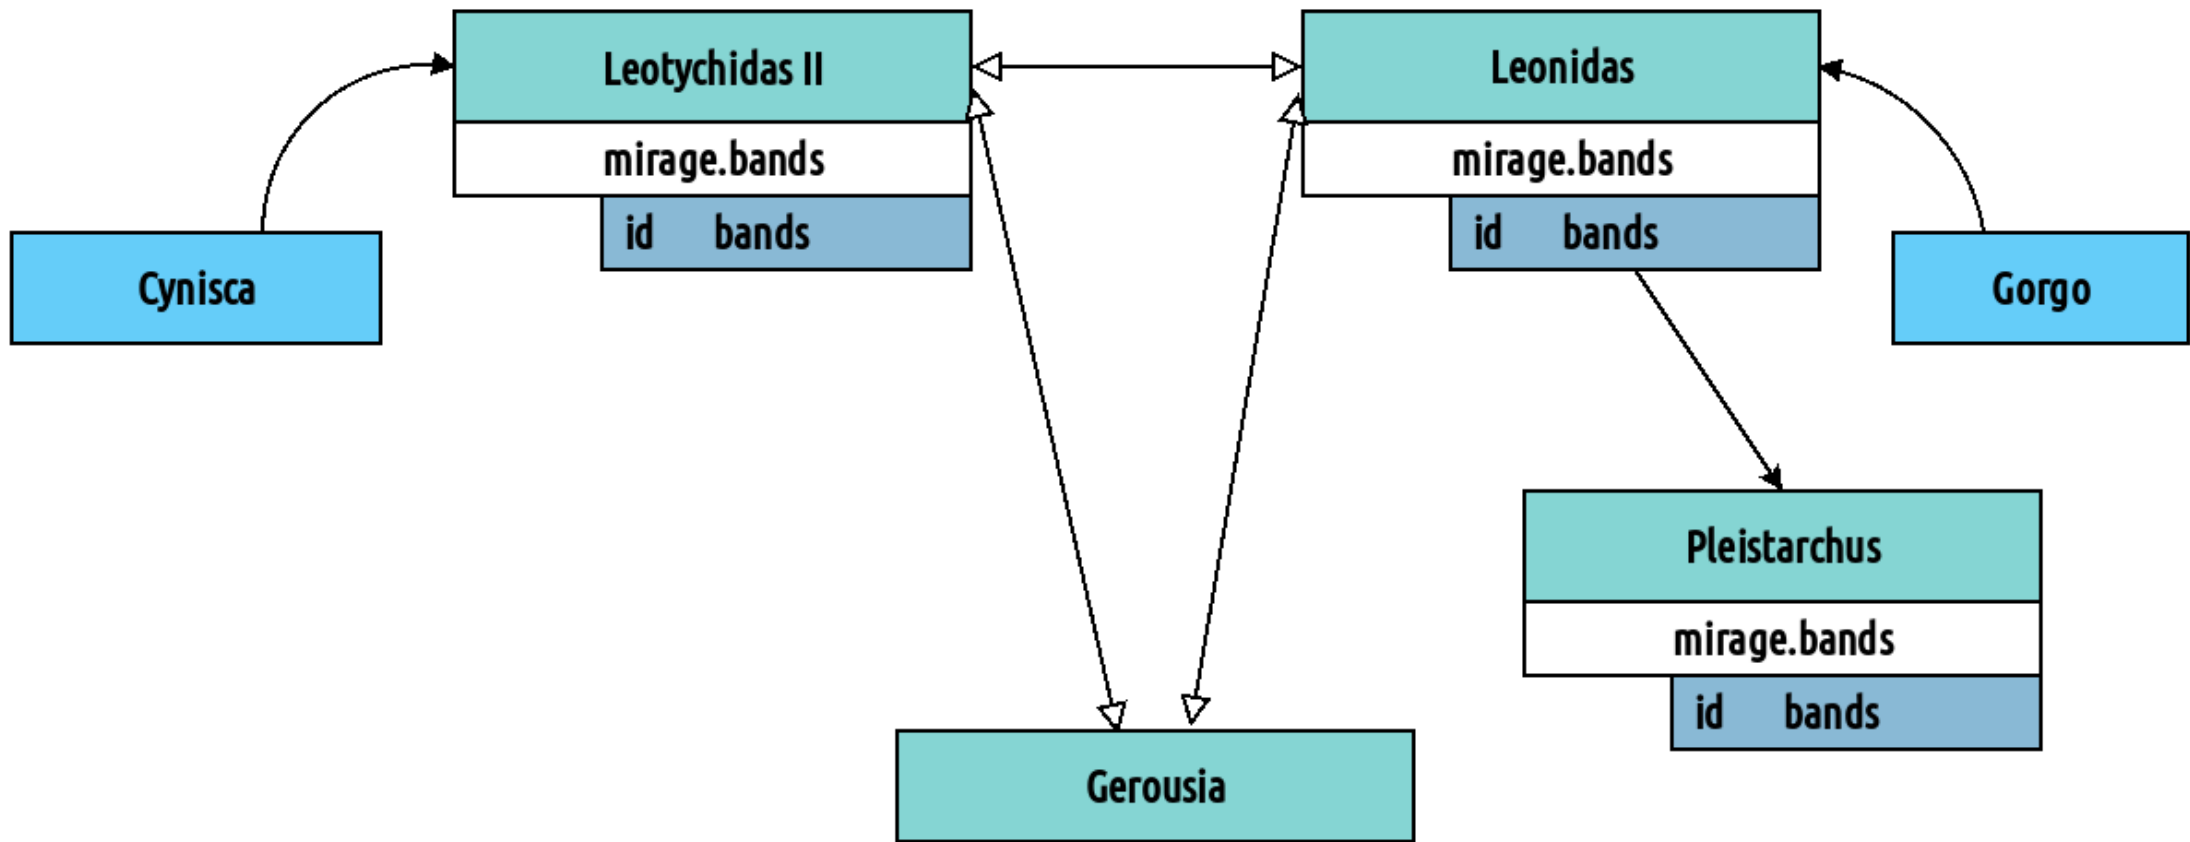 Leotychidas II
mirage.bands
id bands
Leonidas
mirage.bands
id bands
Cynisca
Gorgo
Pleistarchus
mirage.bands
id bands
Gerousia